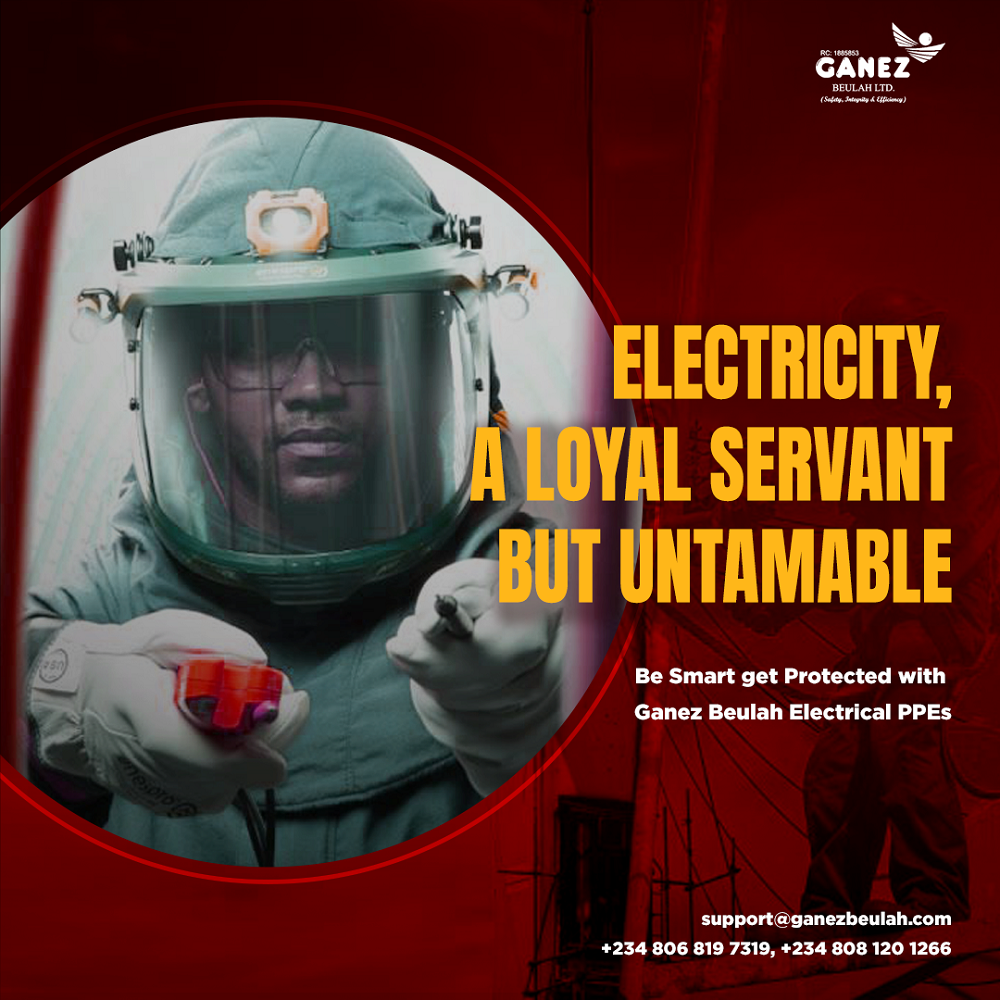 RC: 1885853
GANEZ
BEULAH LTD.
(Safety, Integrity & Efficiency)
ELECTRICITY,
A LOYAL SERVANT
BUT UNTAMABLE
Be Smart get Protected with
Ganez Beulah Electrical PPEs
support@ganezbeulah.com
+234 806 819 7319, +234 808 120 1266